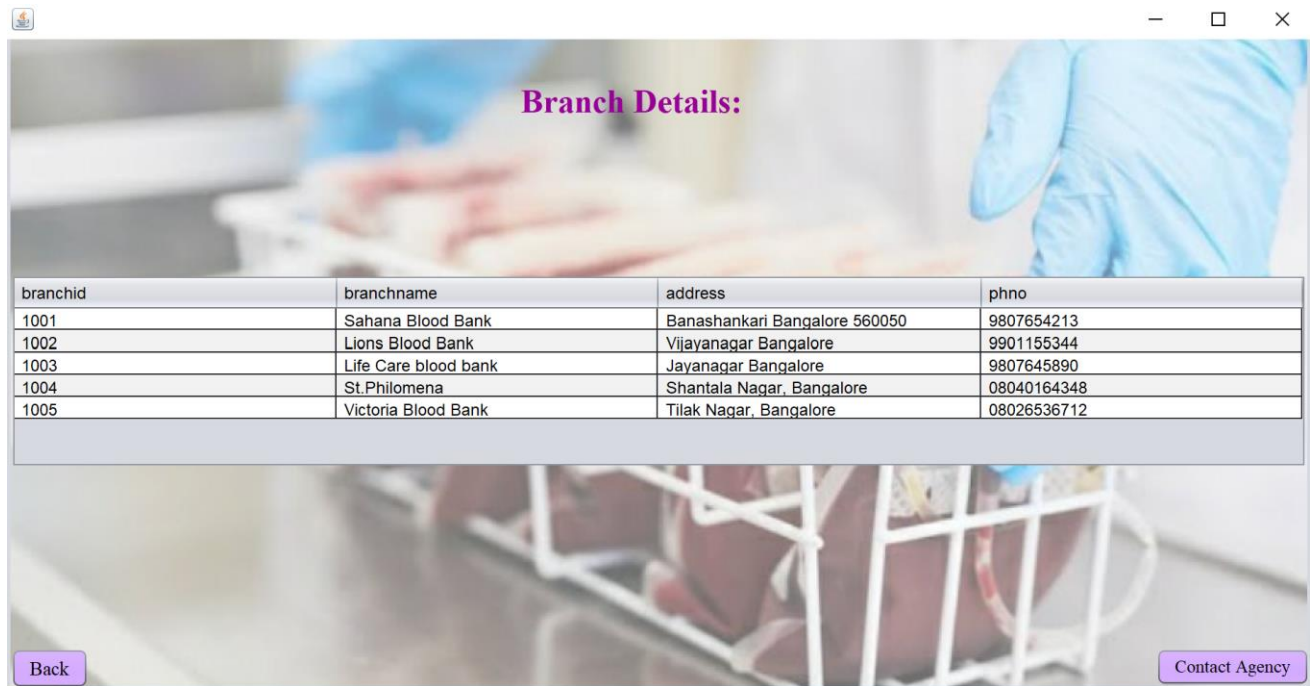 Branch Details:
branchid branchname address phno
1001 Sahana Blood Bank Banashankari Bangalore 560050 9807654213
1002 Lions Blood Bank Vijayanagar Bangalore 9901155344
1003 Life Care blood bank Jayanagar Bangalore 9807645890
1004 St.Philomena Shantala Nagar, Bangalore 08040164348
1005 Victoria Blood Bank Tilak Nagar, Bangalore 08026536712
Back Contact Agency